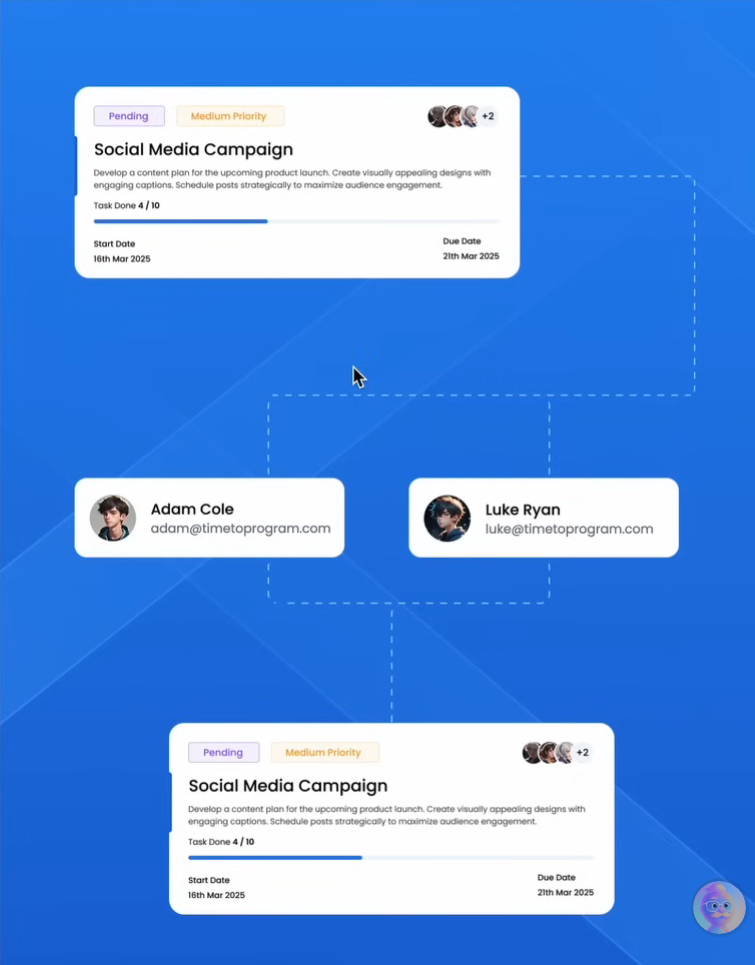 Pending
Medium Priority
+2
Social Media Campaign
Develop a content plan for the upcoming product launch. Create visually appealing designs with
engaging captions. Schedule posts strategically to maximize audience engagement.
Task Done 4 / 10
Start Date
16th Mar 2025
Due Date
21th Mar 2025
Adam Cole
adam@timetoprogram.com
Luke Ryan
luke@timetoprogram.com
Pending
Medium Priority
+2
Social Media Campaign
Develop a content plan for the upcoming product launch. Create visually appealing designs with
engaging captions. Schedule posts strategically to maximize audience engagement.
Task Done 4 / 10
Start Date
16th Mar 2025
Due Date
21th Mar 2025